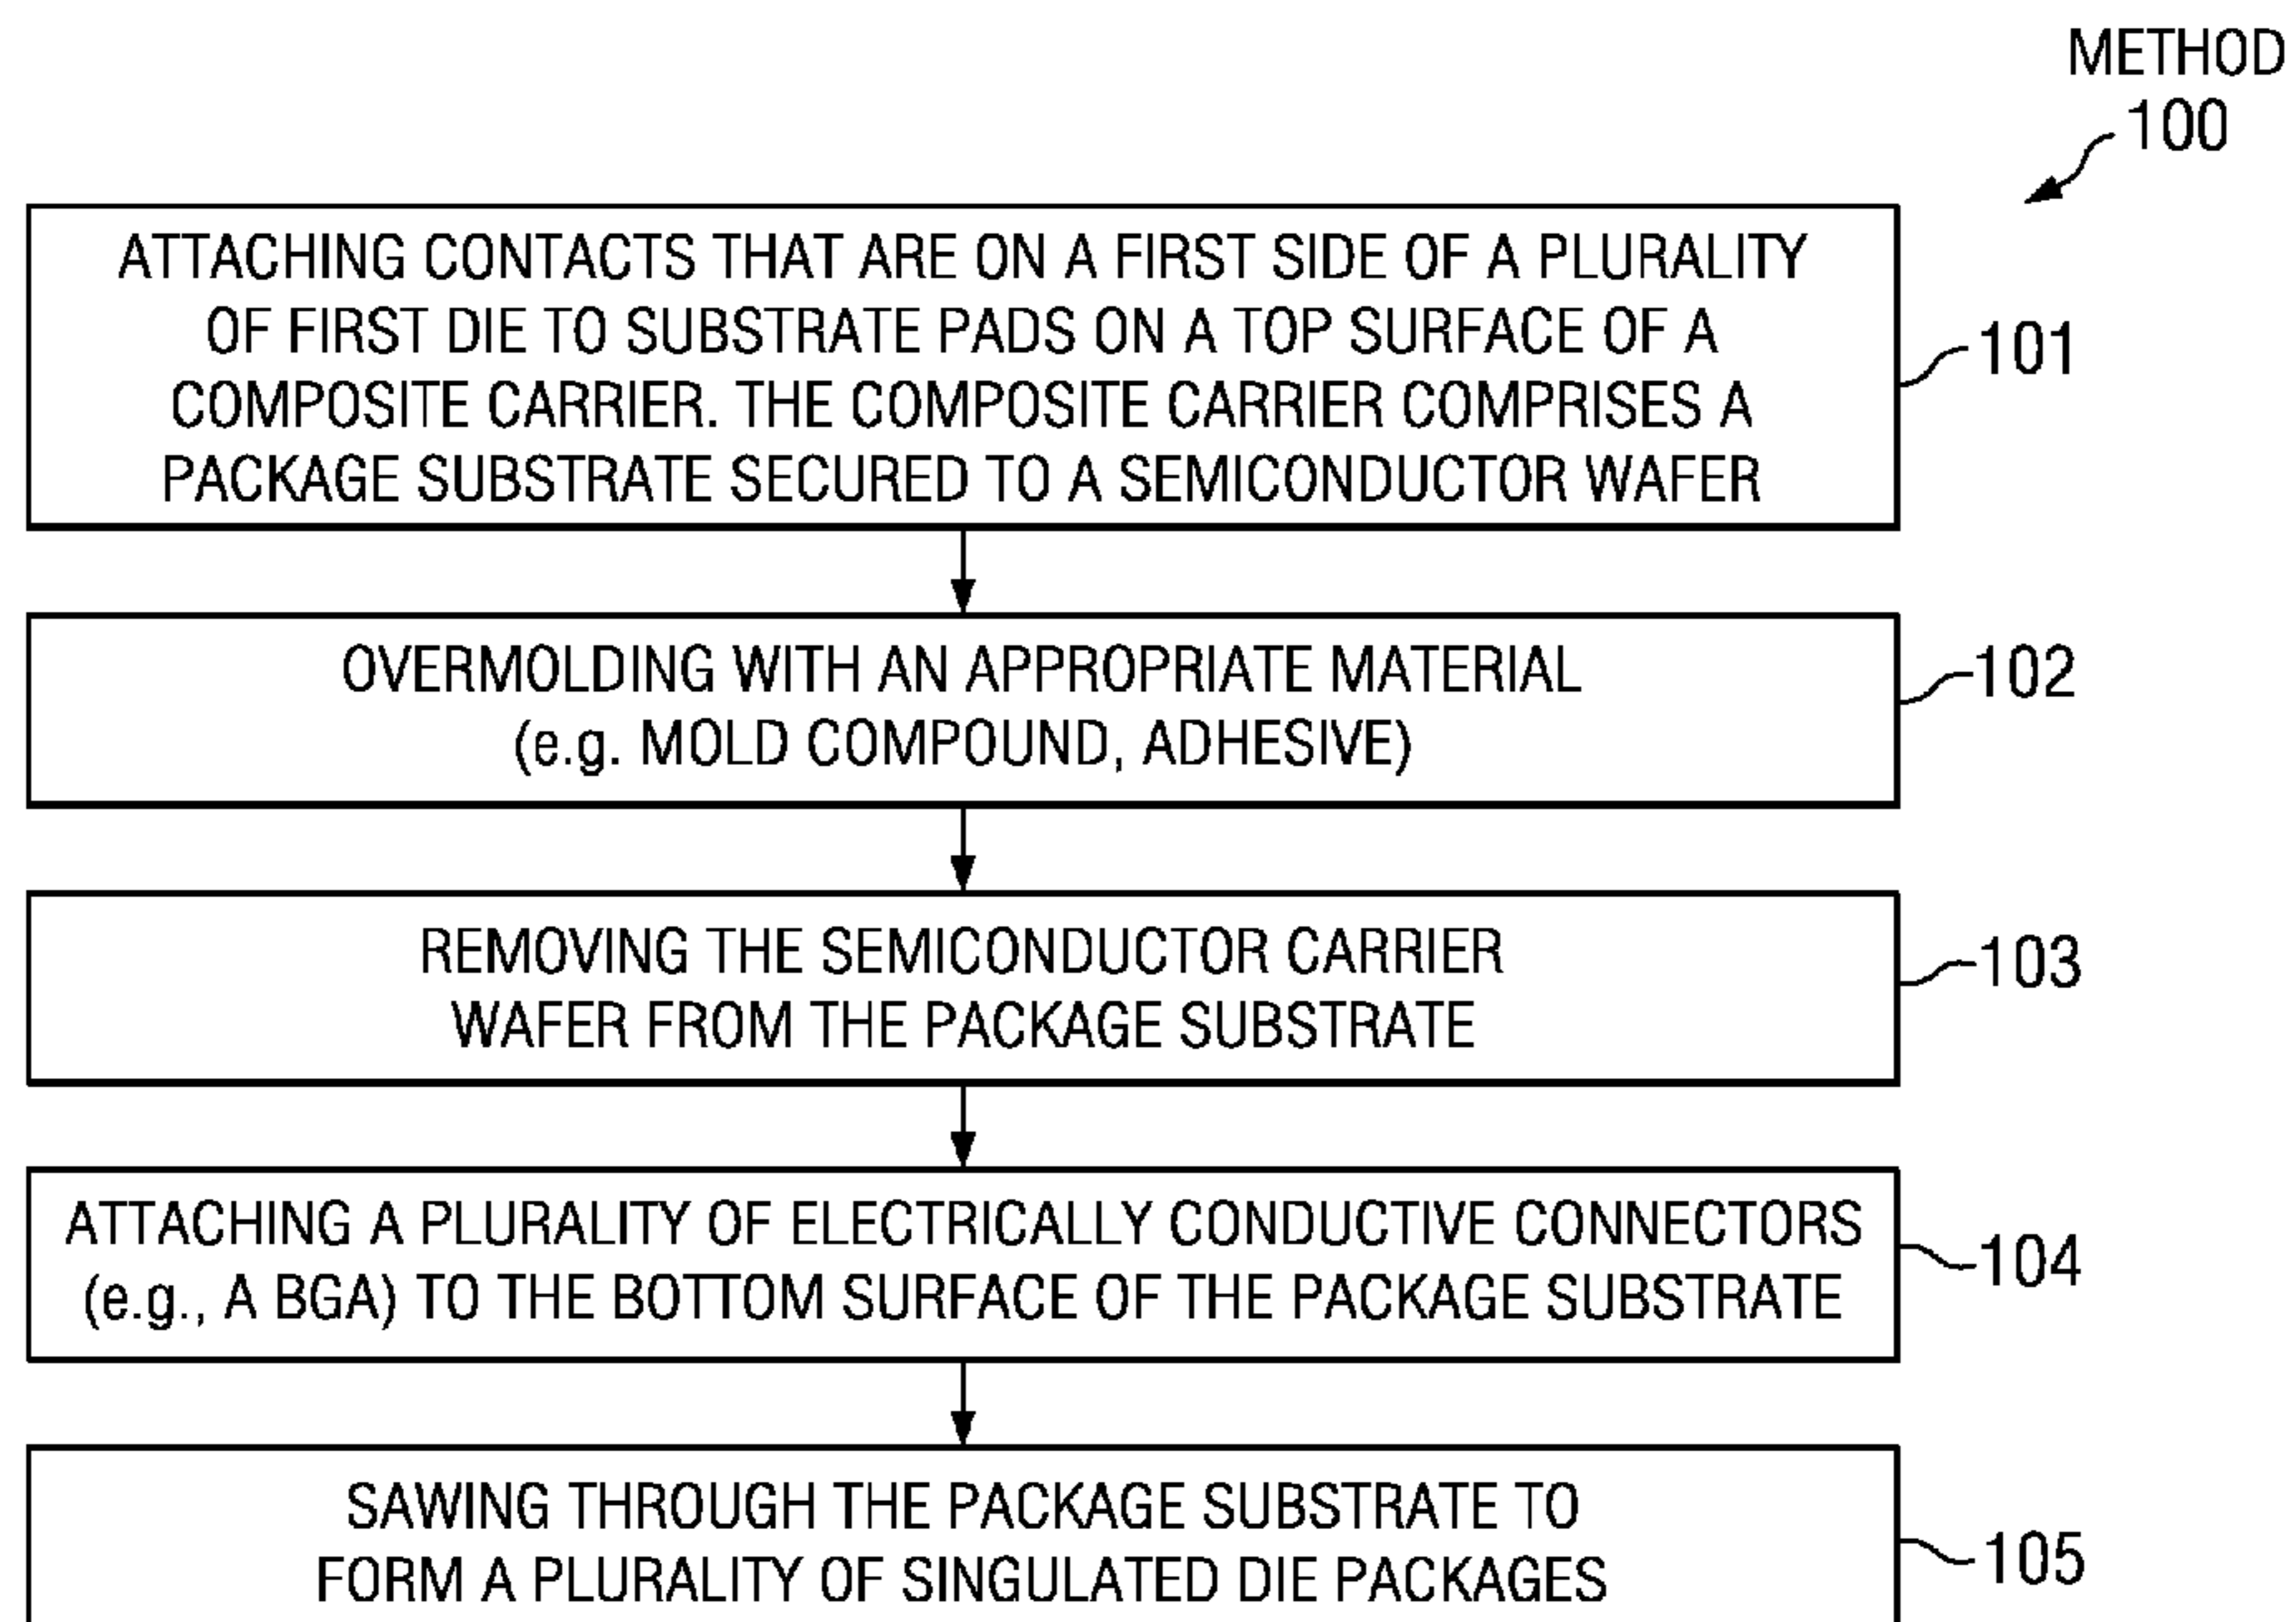 METHOD
100
ATTACHING CONTACTS THAT ARE ON A FIRST SIDE OF A PLURALITY
OF FIRST DIE TO SUBSTRATE PADS ON A TOP SURFACE OF A
COMPOSITE CARRIER. THE COMPOSITE CARRIER COMPRISES A
PACKAGE SUBSTRATE SECURED TO A SEMICONDUCTOR WAFER
101
OVERMOLDING WITH AN APPROPRIATE MATERIAL
(e.g. MOLD COMPOUND, ADHESIVE)
102
REMOVING THE SEMICONDUCTOR CARRIER
WAFER FROM THE PACKAGE SUBSTRATE
103
ATTACHING A PLURALITY OF ELECTRICALLY CONDUCTIVE CONNECTORS
(e.g., A BGA) TO THE BOTTOM SURFACE OF THE PACKAGE SUBSTRATE
104
SAWING THROUGH THE PACKAGE SUBSTRATE TO
FORM A PLURALITY OF SINGULATED DIE PACKAGES
105